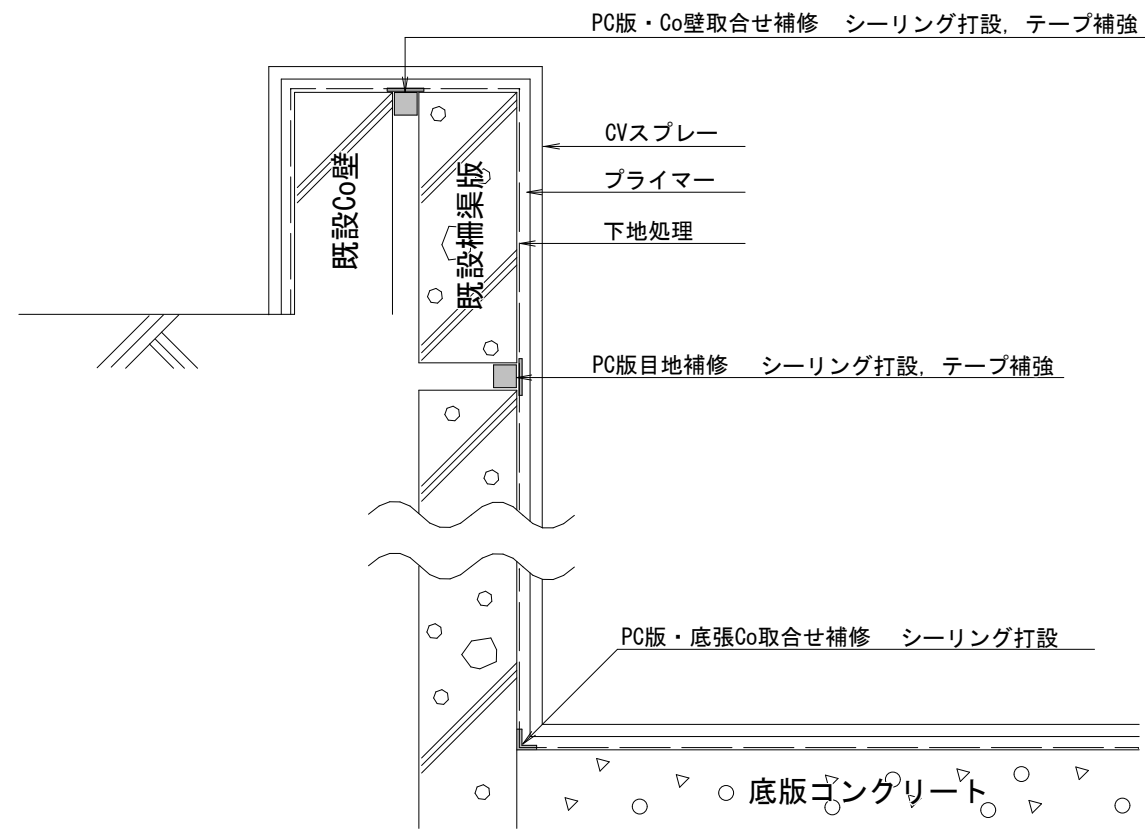 PC版・Co壁取合せ補修　シーリング打設，テープ補強
CVスプレー
プライマー
下地処理
既設Co壁
既設柵渠版
PC版目地補修　シーリング打設，テープ補強
PC版・底張Co取合せ補修　シーリング打設
底版コンクリート